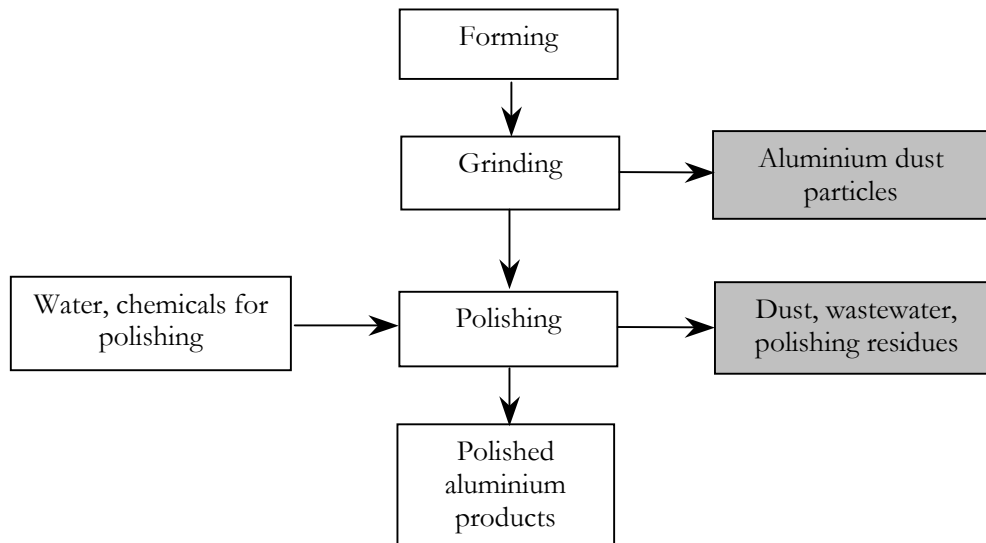 Forming
Grinding
Aluminium dust
particles
Water, chemicals for
polishing
Polishing
Dust, wastewater,
polishing residues
Polished
aluminium
products